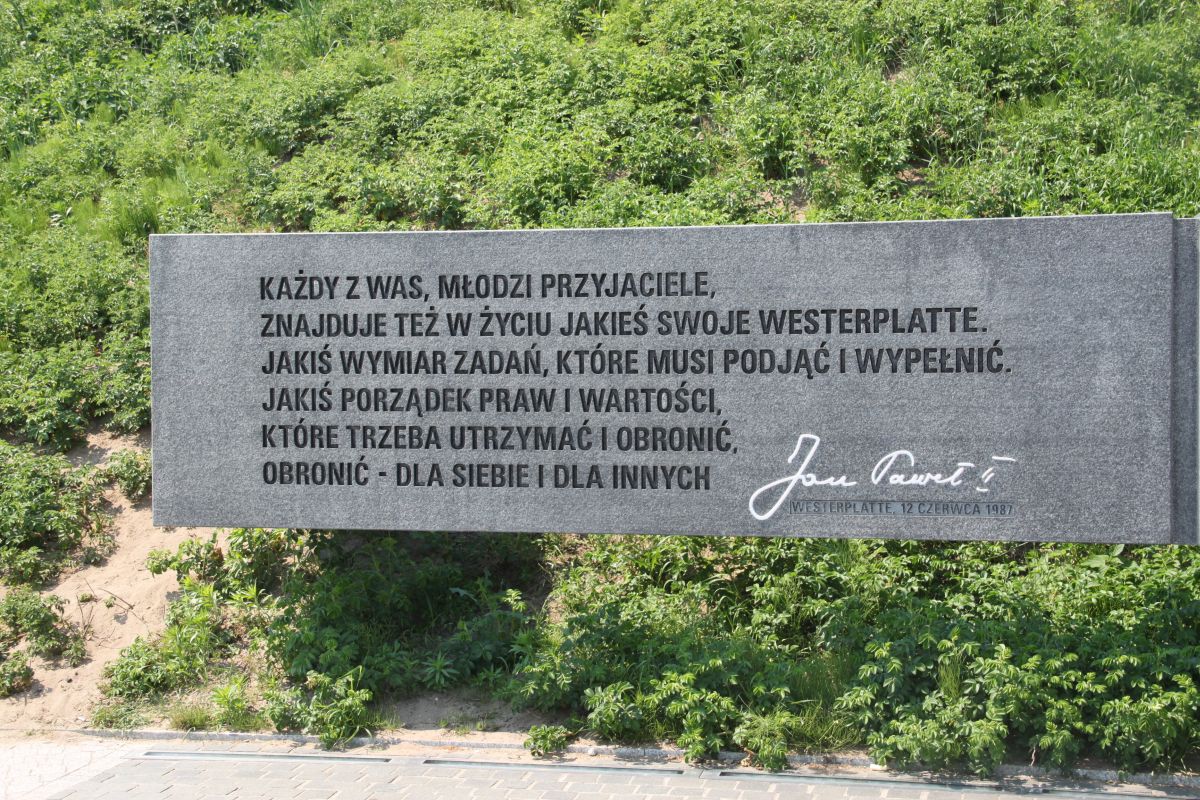 KAŻDY Z WAS, MŁODZI PRZYJACIELE,
ZNAJDUJE TEŻ W ŻYCIU JAKIEŚ SWOJE WESTERPLATTE.
JAKIŚ WYMIAR ZADAŃ, KTÓRE MUSI PODJĄĆ I WYPEŁNIĆ.
JAKIŚ PORZĄDEK PRAW I WARTOŚCI,
KTÓRE TRZEBA UTRZYMAĆ I OBRONIĆ,
OBRONIĆ - DLA SIEBIE I DLA INNYCH
Jan Paweł II
WESTERPLATTE, 12 CZERWCA 1987